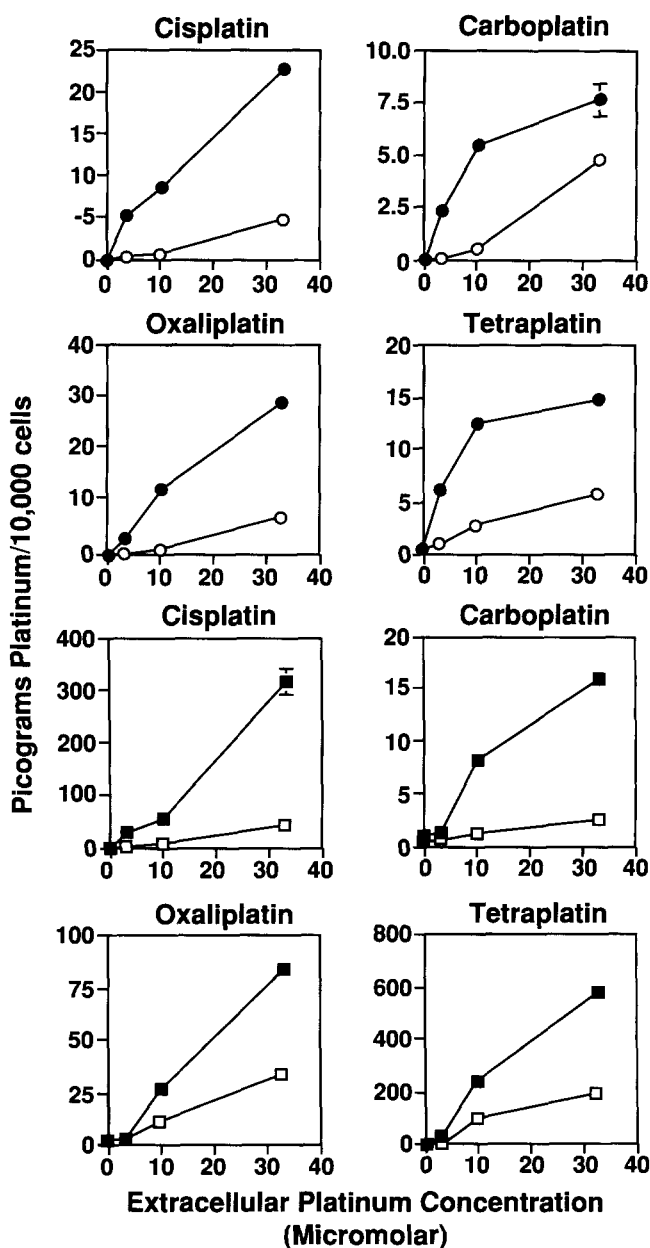 Cisplatin
25
20
15
10
-5
0
0 10 20 30 40
Carboplatin
10.0
7.5
5.0
2.5
0
0 10 20 30 40
Oxaliplatin
40
30
20
10
0
0 10 20 30 40
Tetraplatin
20
15
10
5
0
0 10 20 30 40
Cisplatin
400
300
200
100
0
0 10 20 30 40
Carboplatin
20
15
10
5
0
0 10 20 30 40
Oxaliplatin
100
75
50
25
0
0 10 20 30 40
Tetraplatin
800
600
400
200
0
0 10 20 30 40
Picograms Platinum/10,000 cells
Extracellular Platinum Concentration
(Micromolar)